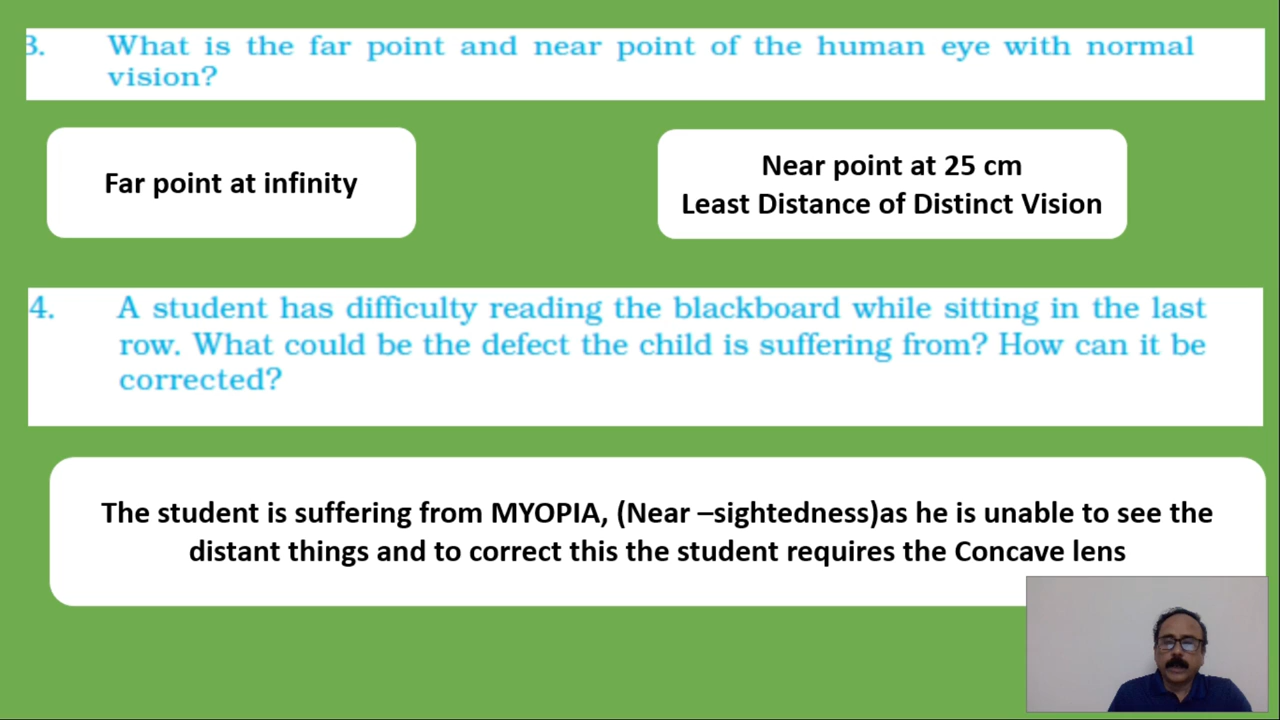 3. What is the far point and near point of the human eye with normal
vision?
Far point at infinity
Near point at 25 cm
Least Distance of Distinct Vision
4. A student has difficulty reading the blackboard while sitting in the last
row. What could be the defect the child is suffering from? How can it be
corrected?
The student is suffering from MYOPIA, (Near –sightedness)as he is unable to see the
distant things and to correct this the student requires the Concave lens